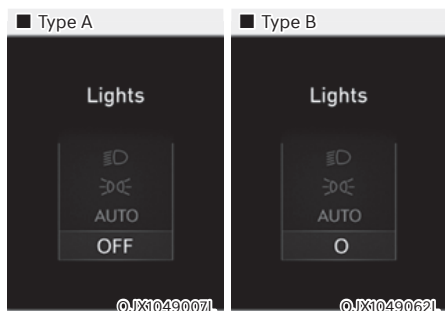 ■ Type A
Lights
AUTO
OFF
OJX1049007L
■ Type B
Lights
AUTO
O
OJX1049062L